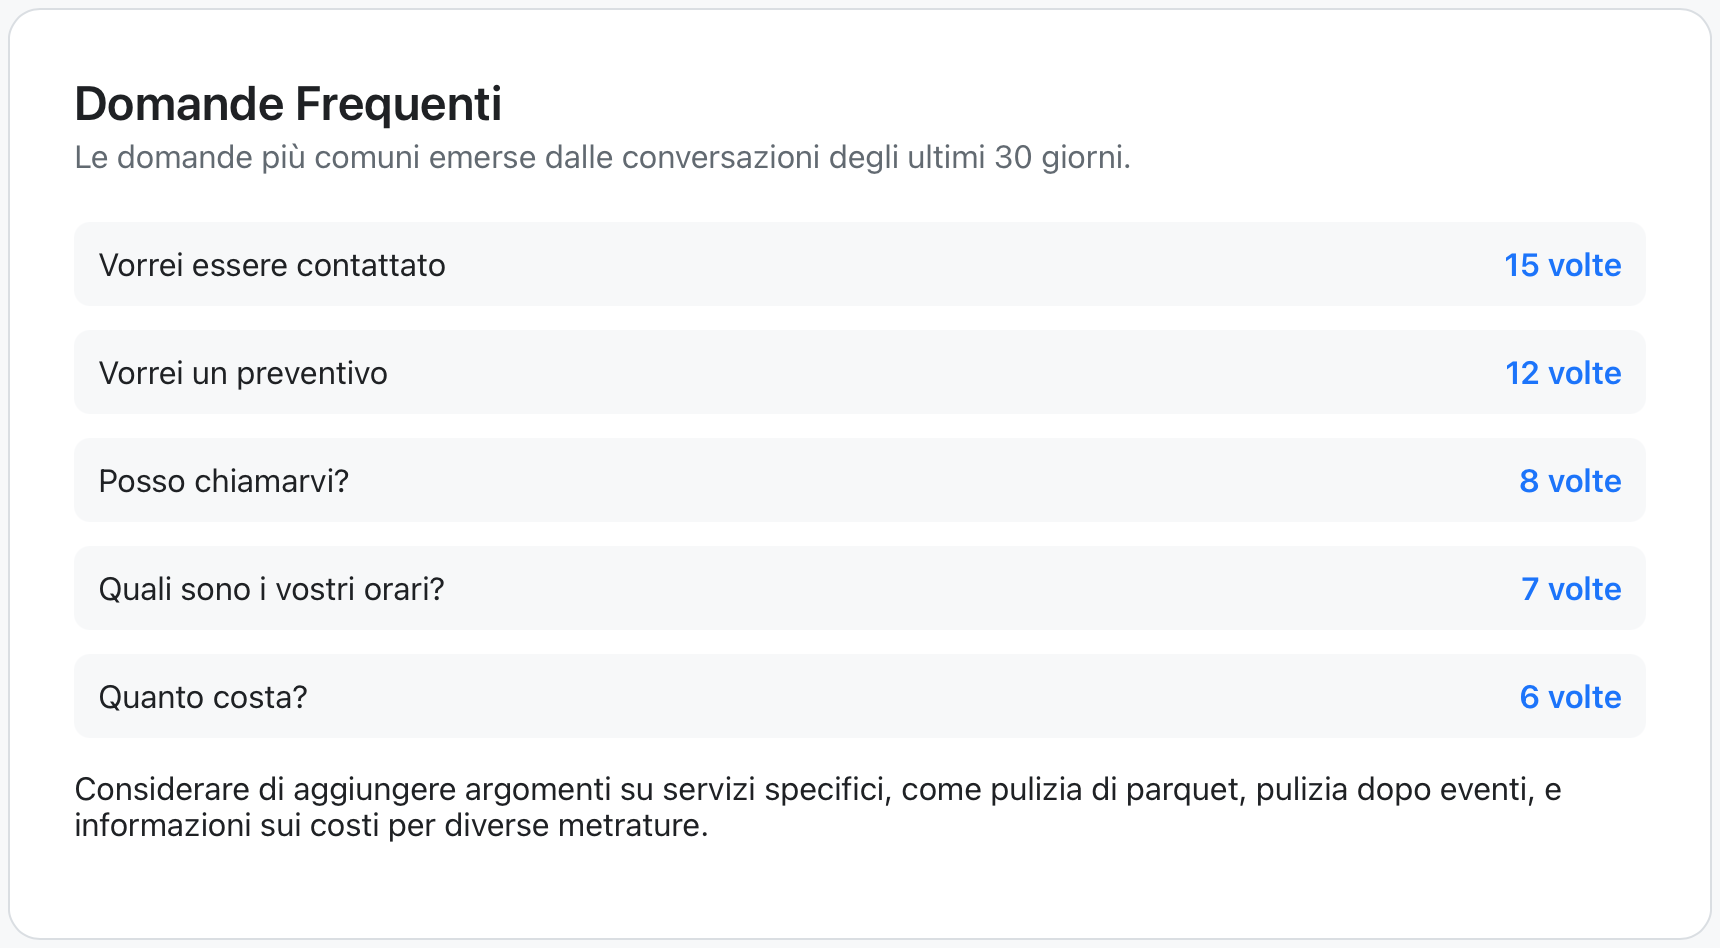 Domande Frequenti
Le domande più comuni emerse dalle conversazioni degli ultimi 30 giorni.
Vorrei essere contattato 15 volte
Vorrei un preventivo 12 volte
Posso chiamarvi? 8 volte
Quali sono i vostri orari? 7 volte
Quanto costa? 6 volte
Considerare di aggiungere argomenti su servizi specifici, come pulizia di parquet, pulizia dopo eventi, e
informazioni sui costi per diverse metrature.